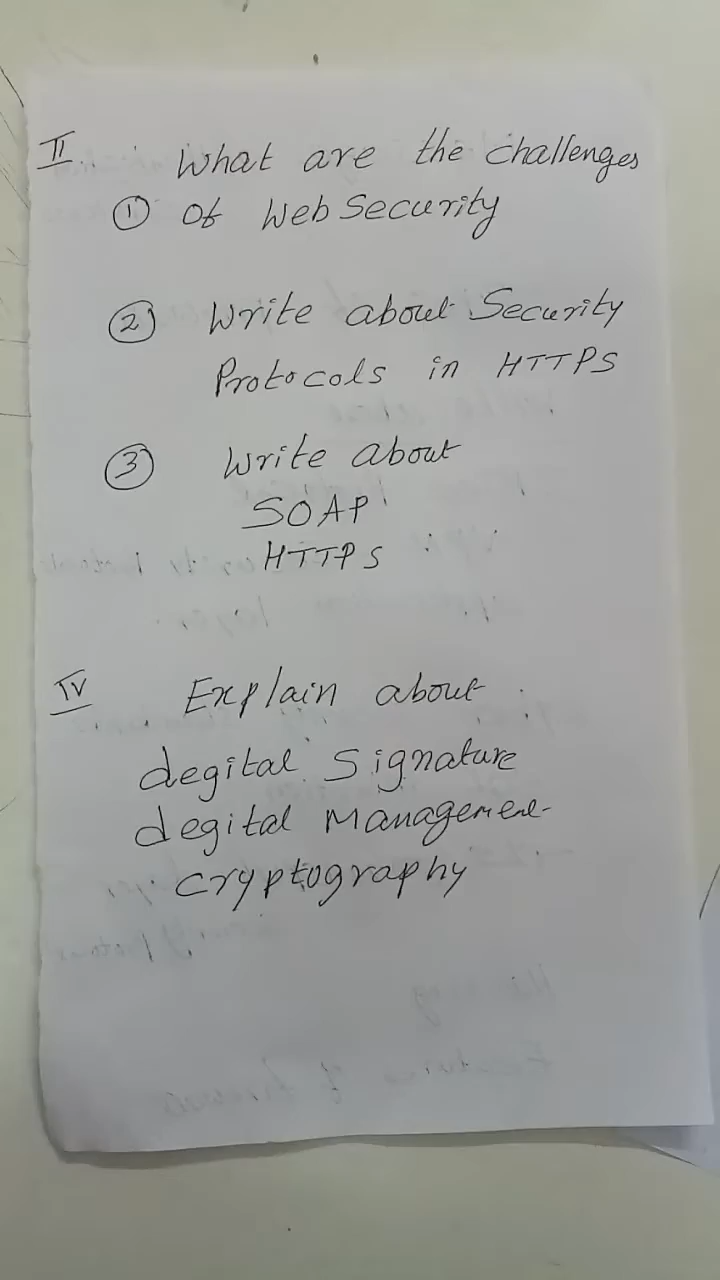 II What are the challenges
① Of Web Security
② Write about Security
Protocols in HTTPS
③ Write about
SOAP
HTTPS
IV Explain about
degital Signature
degital Management
Cryptography